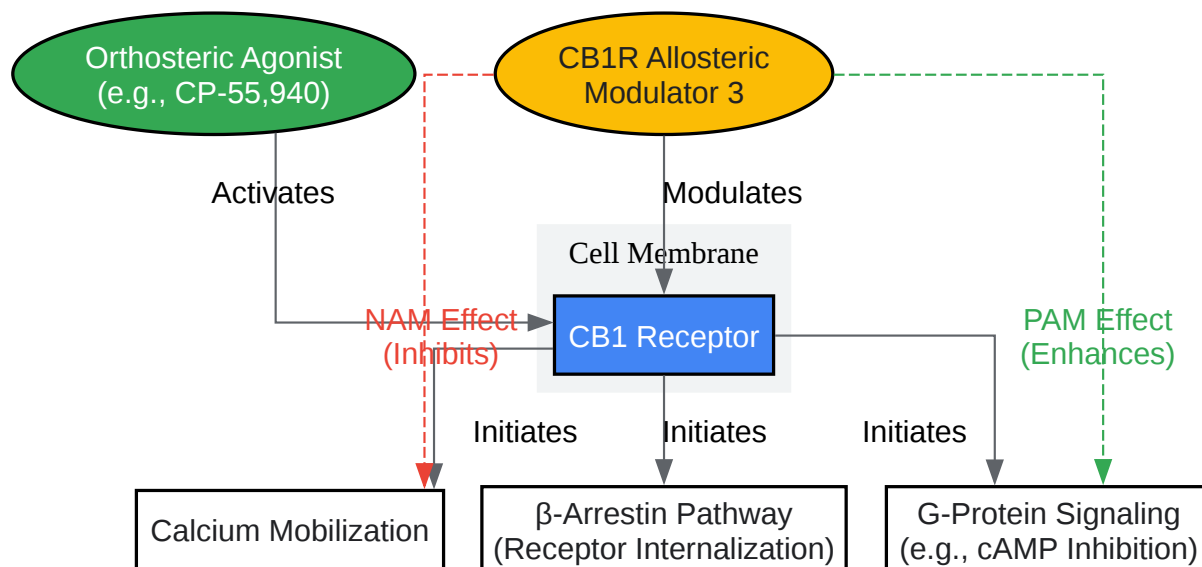 Orthosteric Agonist
(e.g., CP-55,940)
CB1R Allosteric
Modulator 3
Activates
Modulates
Cell Membrane
NAM Effect
(Inhibits)
CB1 Receptor
PAM Effect
(Enhances)
Initiates
Initiates
Initiates
Calcium Mobilization
β-Arrestin Pathway
(Receptor Internalization)
G-Protein Signaling
(e.g., cAMP Inhibition)